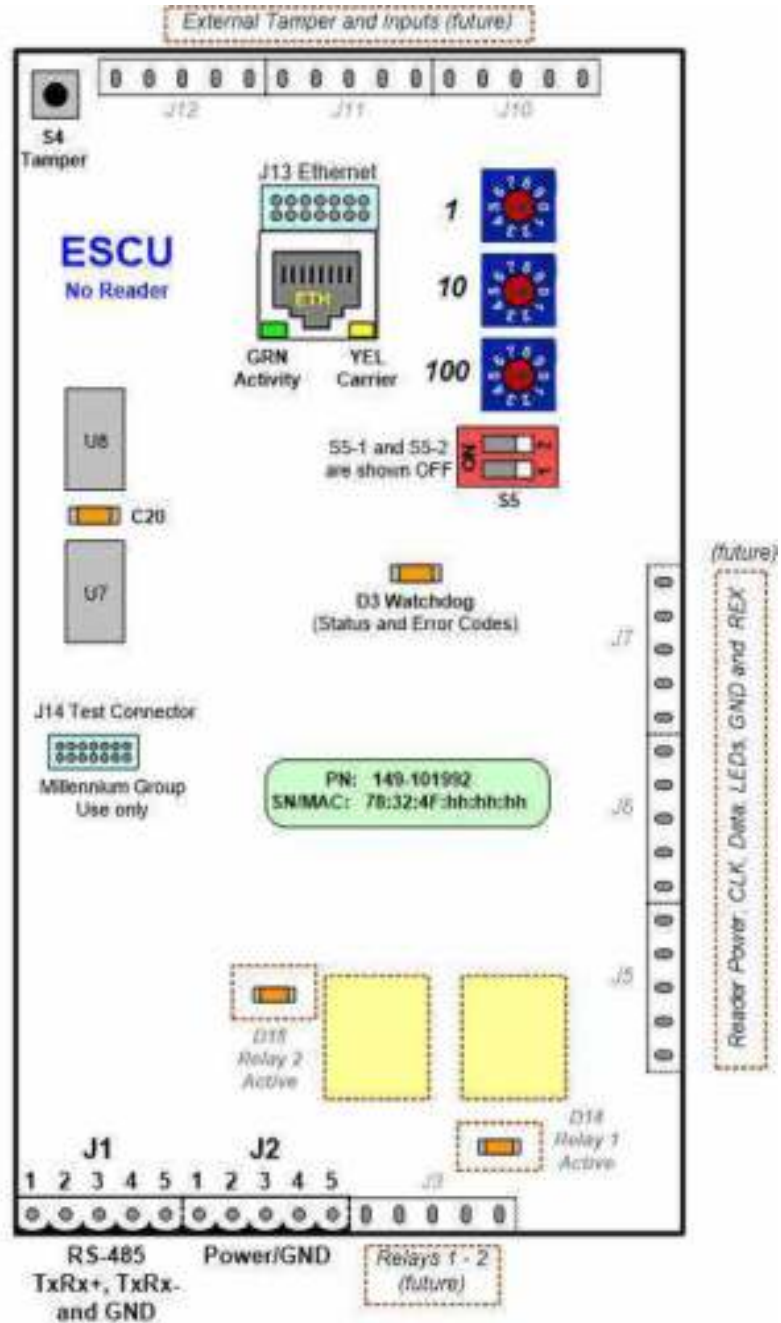 External Tamper and Inputs (future)
J12
J11
J10
S4
Tamper
J13 Ethernet
1
ESCU
No Reader
ETH
10
GRN
Activity
YEL
Carrier
100
U8
S5-1 and S5-2
are shown OFF
ON
2
1
S5
C20
(future)
U7
D3 Watchdog
(Status and Error Codes)
J7
J14 Test Connector
Millennium Group
Use only
PN: 149-101992
SN/MAC: 78:32:4F:hh:hh:hh
J6
Reader Power, CLK, Data, LEDs, GND and REX
J5
D15
Relay 2
Active
D14
Relay 1
Active
J1
J2
J3
1 2 3 4 5 1 2 3 4 5
RS-485
TxRx+, TxRx-
and GND
Power/GND
Relays 1 - 2
(future)